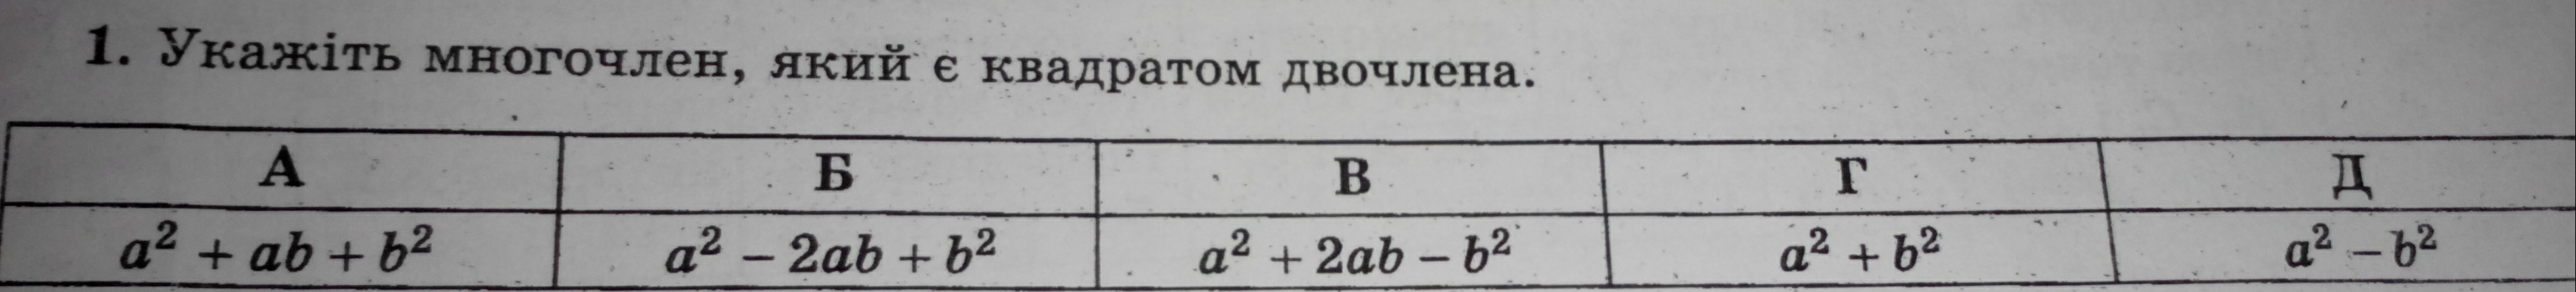 1. Укажіть многочлен, який є квадратом двочлена.
А Б В Г Д
a² + ab + b² a² − 2ab + b² a² + 2ab − b² a² + b² a² − b²